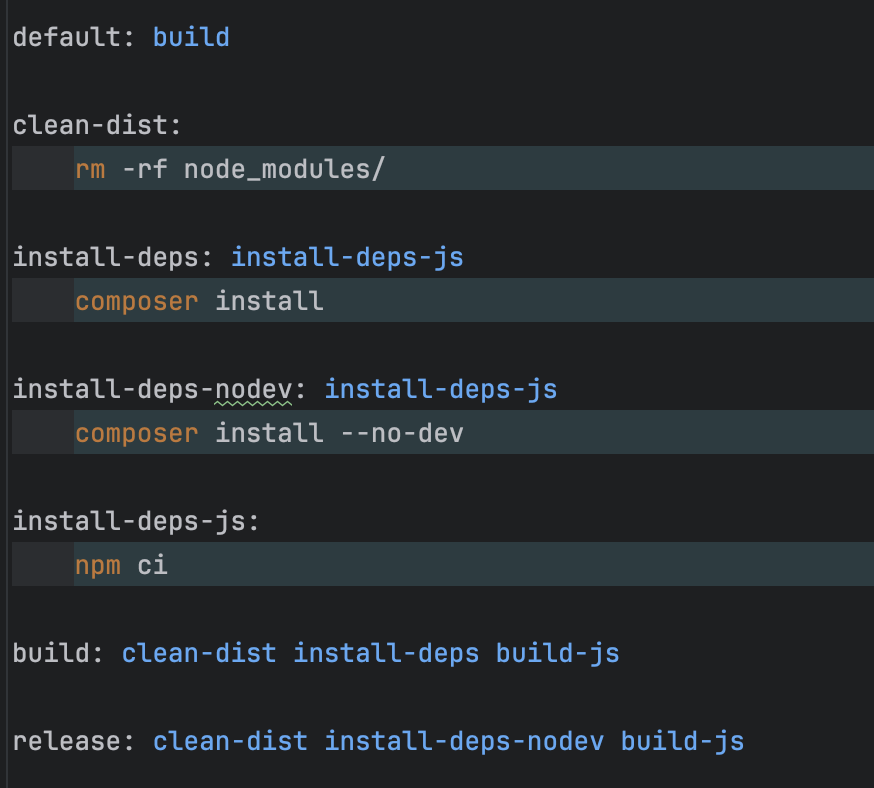 default: build
clean-dist:
rm -rf node_modules/
install-deps: install-deps-js
composer install
install-deps-nodev: install-deps-js
composer install --no-dev
install-deps-js:
npm ci
build: clean-dist install-deps build-js
release: clean-dist install-deps-nodev build-js